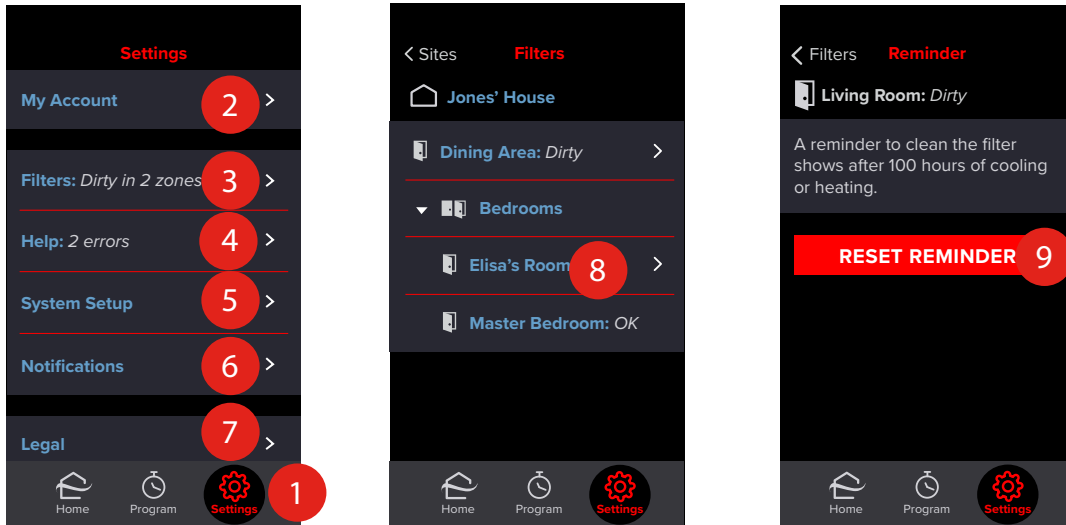 Settings
My Account
2
Filters: Dirty in 2 zones
3
Help: 2 errors
4
System Setup
5
Notifications
6
Legal
7
Home
Program
Settings
1
Sites
Filters
Jones' House
Dining Area: Dirty
Bedrooms
Elisa's Room
8
Master Bedroom: OK
Home
Program
Settings
Filters
Reminder
Living Room: Dirty
A reminder to clean the filter
shows after 100 hours of cooling
or heating.
RESET REMINDER
9
Home
Program
Settings